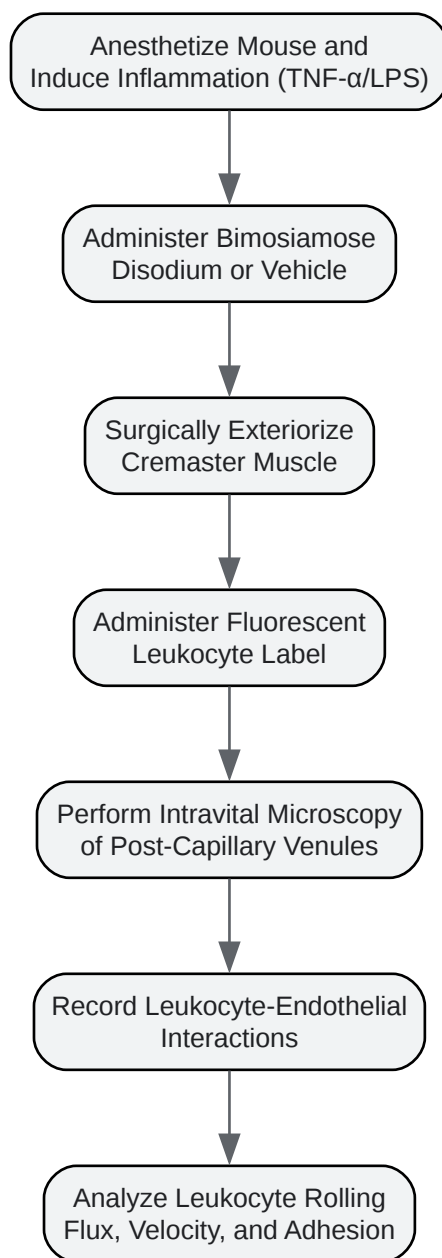 Anesthetize Mouse and
Induce Inflammation (TNF-α/LPS)
Administer Bimosiamose
Disodium or Vehicle
Surgically Exteriorize
Cremaster Muscle
Administer Fluorescent
Leukocyte Label
Perform Intravital Microscopy
of Post-Capillary Venules
Record Leukocyte-Endothelial
Interactions
Analyze Leukocyte Rolling
Flux, Velocity, and Adhesion